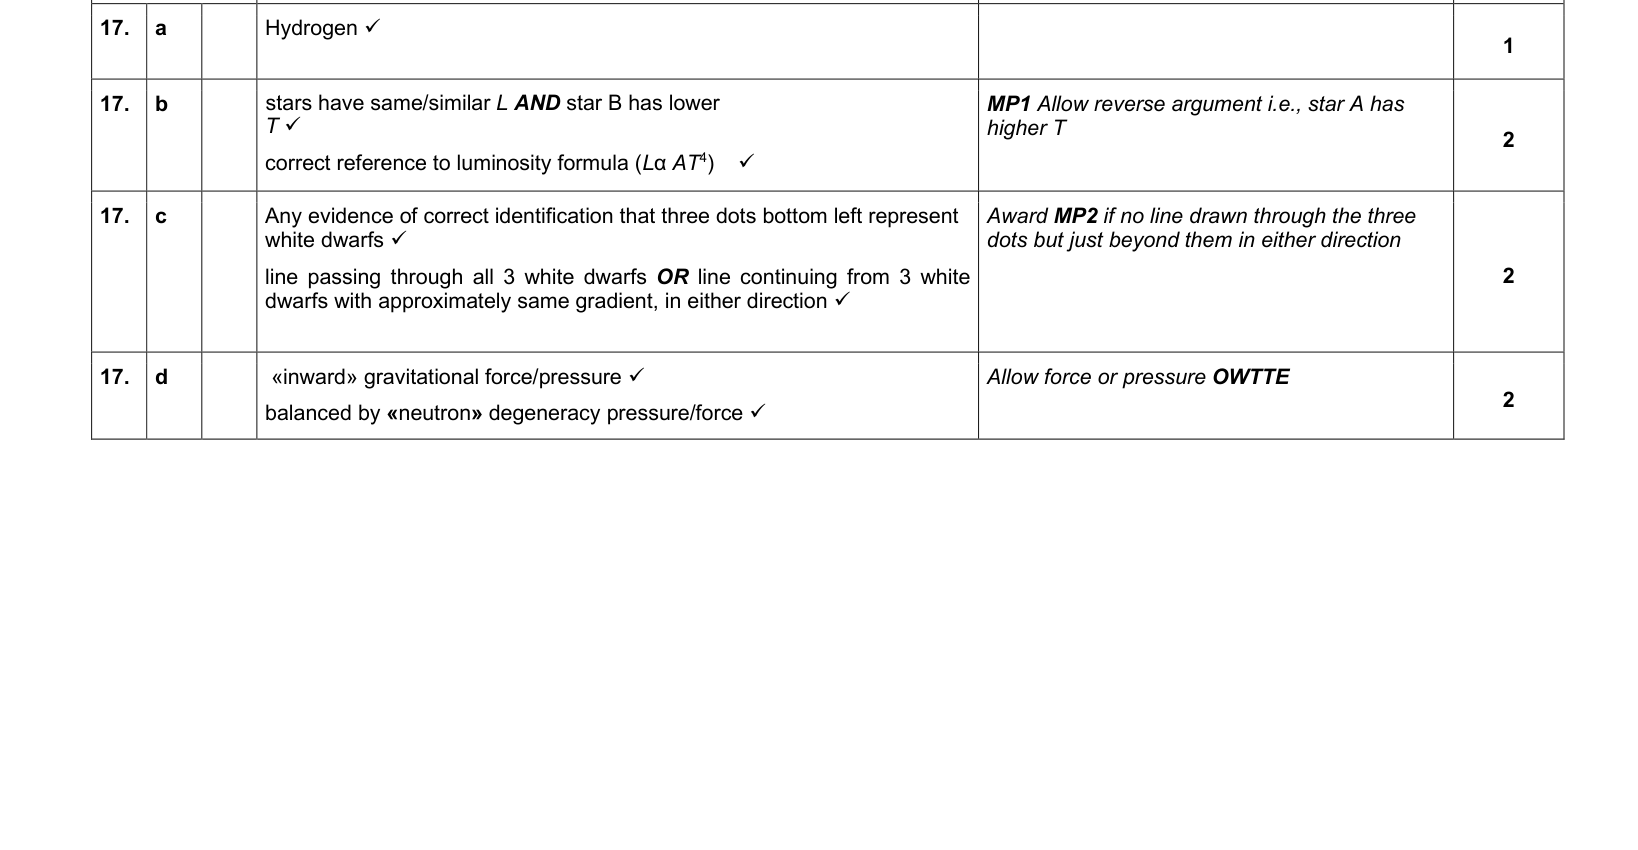 17. a Hydrogen ✓ 1
17. b stars have same/similar L AND star B has lower
T ✓
correct reference to luminosity formula (Lα AT⁴) ✓
MP1 Allow reverse argument i.e., star A has
higher T
2
17. c Any evidence of correct identification that three dots bottom left represent
white dwarfs ✓
line passing through all 3 white dwarfs OR line continuing from 3 white
dwarfs with approximately same gradient, in either direction ✓
Award MP2 if no line drawn through the three
dots but just beyond them in either direction
2
17. d «inward» gravitational force/pressure ✓
balanced by «neutron» degeneracy pressure/force ✓
Allow force or pressure OWTTE
2